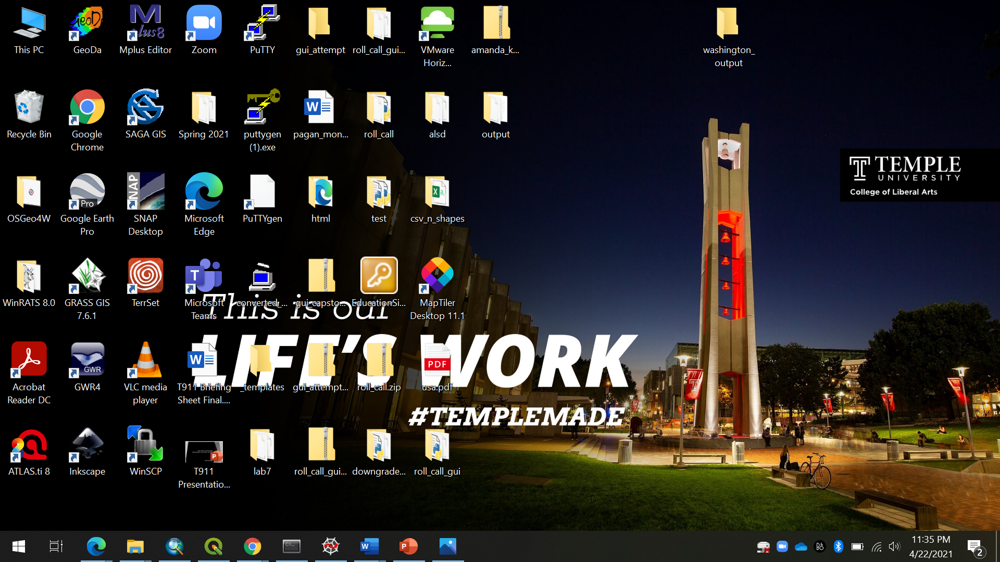 This PC
GeoDa
Mplus Editor
Zoom
PuTTY
gui_attempt
roll_call_gui...
VMware
Horiz...
amanda_k...
washington_
output
Recycle Bin
Google
Chrome
SAGA GIS
Spring 2021
puttygen
(1).exe
pagan_mon...
roll_call
alsd
output
TEMPLE
UNIVERSITY
College of Liberal Arts
OSGeo4W
Google Earth
Pro
SNAP
Desktop
Microsoft
Edge
PuTTYgen
html
test
csv_n_shapes
WinRATS 8.0
GRASS GIS
7.6.1
TerrSet
Microsoft
Teams
converted_...
gui_capsto...
EducationSi...
MapTiler
Desktop 11.1
This is our
LIFE'S WORK
#TEMPLEMADE
Acrobat
Reader DC
GWR4
VLC media
player
T911 Briefing
Sheet Final....
_templates
gui_attempt...
roll_call.zip
usa.pdf
ATLAS.ti 8
Inkscape
WinSCP
T911
Presentatio...
lab7
roll_call_gui...
downgrade...
roll_call_gui
11:35 PM
4/22/2021
2